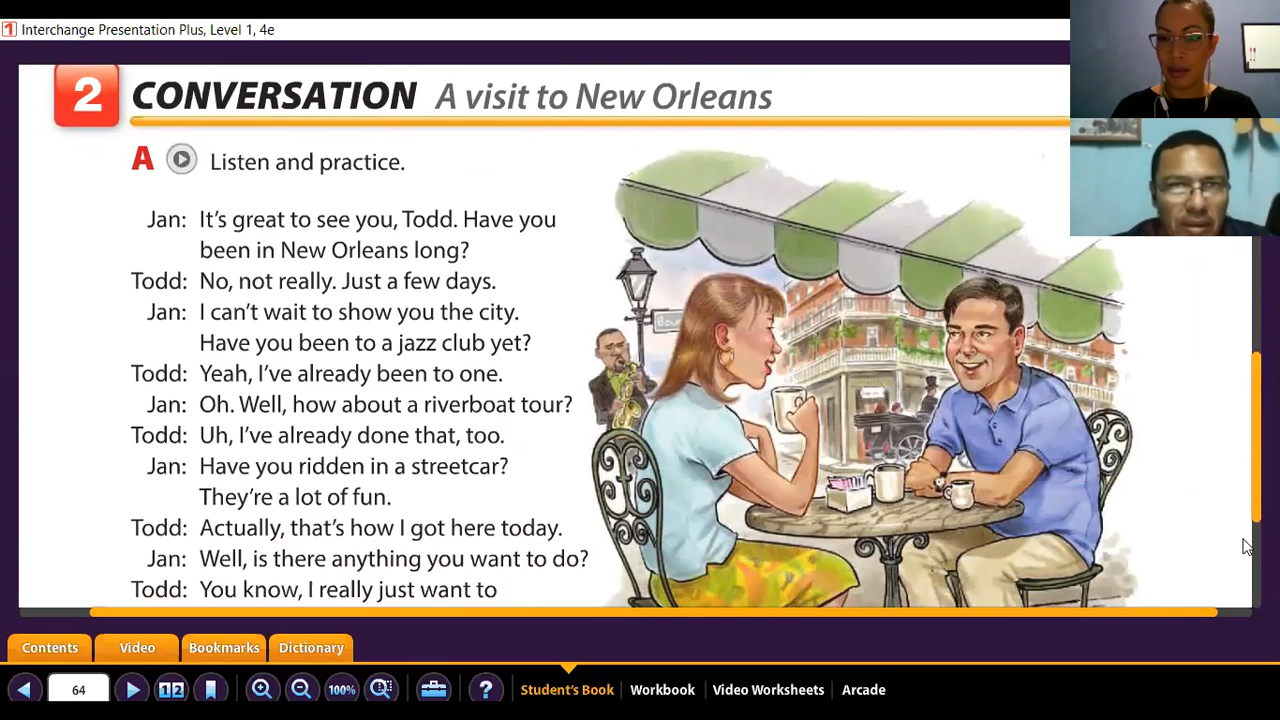 Interchange Presentation Plus, Level 1, 4e
2 CONVERSATION A visit to New Orleans
A Listen and practice.
Jan: It's great to see you, Todd. Have you
been in New Orleans long?
Todd: No, not really. Just a few days.
Jan: I can't wait to show you the city.
Have you been to a jazz club yet?
Todd: Yeah, I've already been to one.
Jan: Oh. Well, how about a riverboat tour?
Todd: Uh, I've already done that, too.
Jan: Have you ridden in a streetcar?
They're a lot of fun.
Todd: Actually, that's how I got here today.
Jan: Well, is there anything you want to do?
Todd: You know, I really just want to
Contents Video Bookmarks Dictionary
64 12 100% ? Student's Book Workbook Video Worksheets Arcade